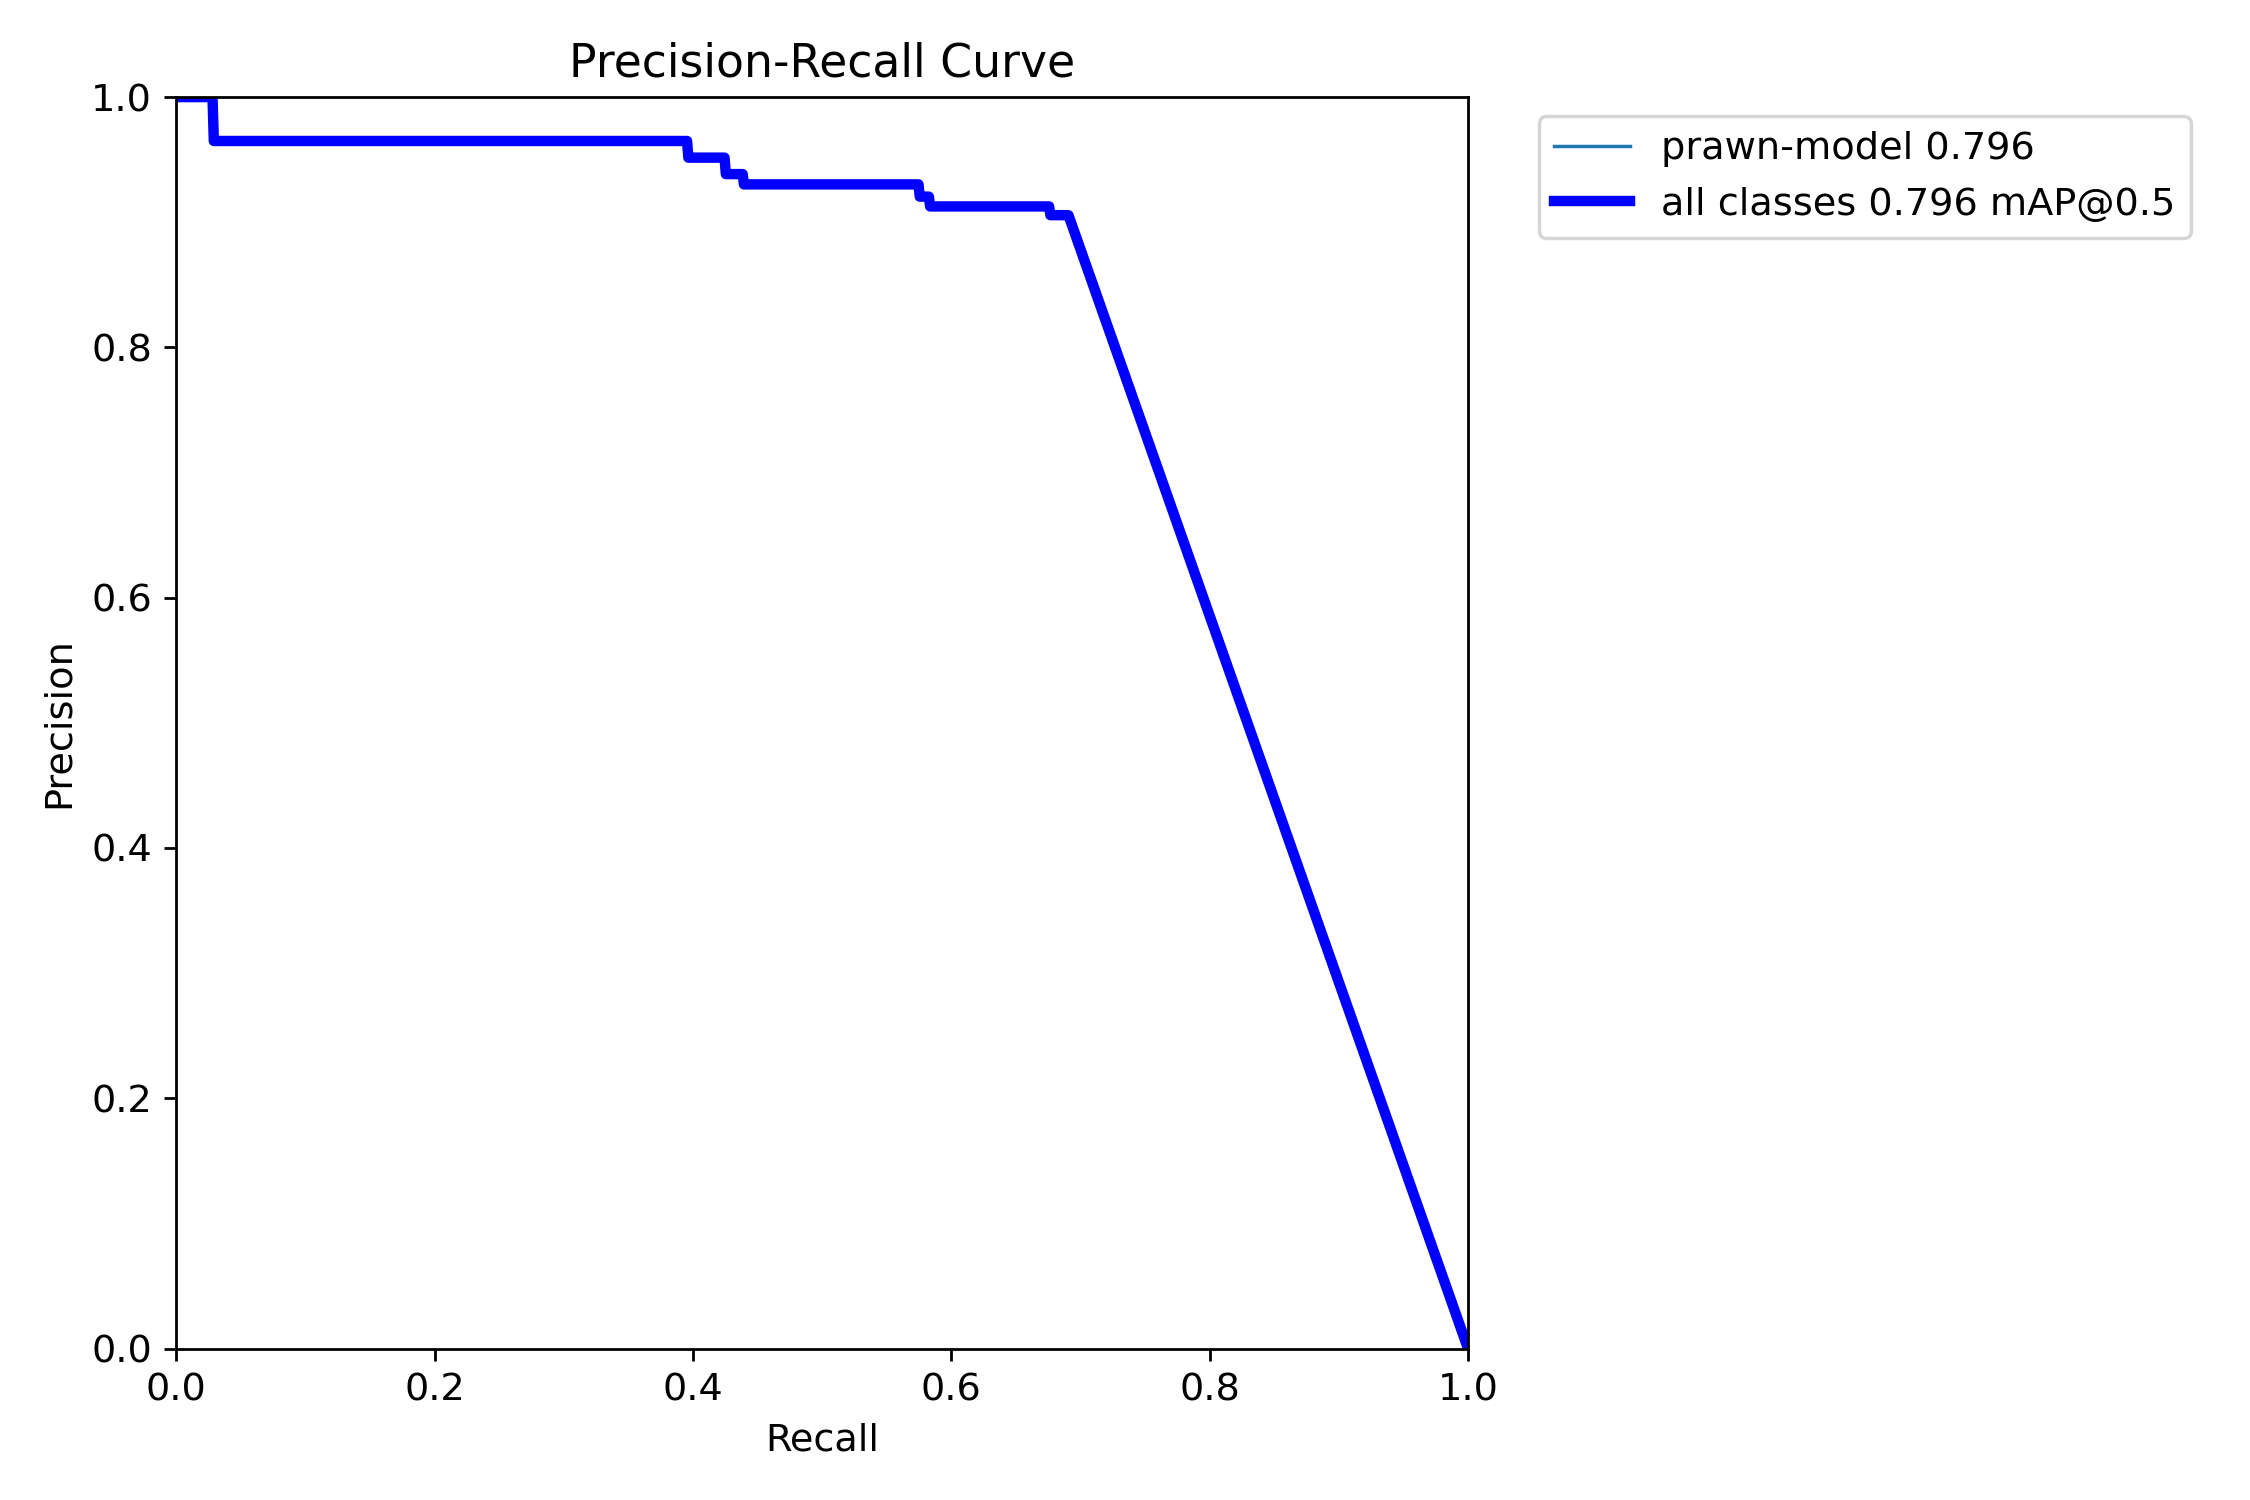 Precision-Recall Curve
1.0
0.8
0.6
0.4
0.2
0.0
Precision
0.0 0.2 0.4 0.6 0.8 1.0
Recall
prawn-model 0.796
all classes 0.796 mAP@0.5